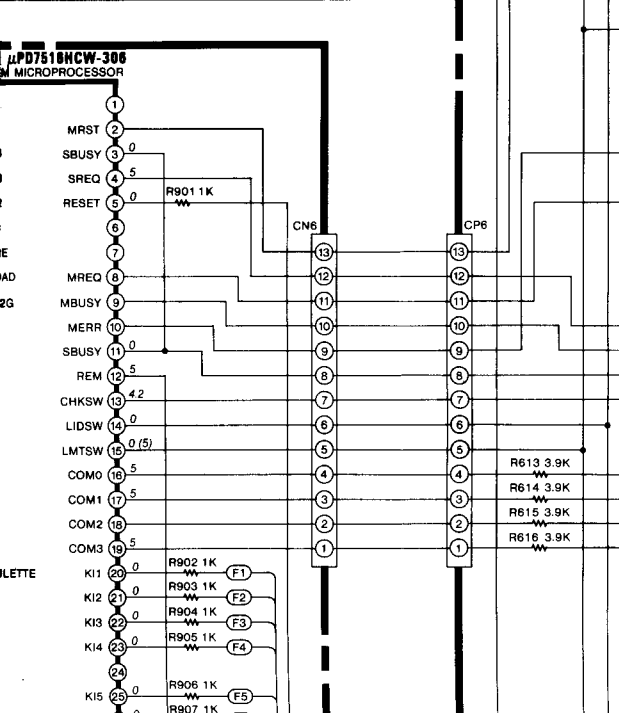 µPD7516HCW-306
M MICROPROCESSOR
1
MRST 2
SBUSY 3 0
SREQ 4 5
RESET 5 0 R901 1K
6
7
MREQ 8
MBUSY 9
MERR 10
SBUSY 11 0
REM 12 5
CHKSW 13 4.2
LIDSW 14 0
LMTSW 15 0 (5)
COM0 16 5
COM1 17 5
COM2 18
COM3 19 5
KI1 20 0 R902 1K F1
KI2 21 0 R903 1K F2
KI3 22 0 R904 1K F3
KI4 23 0 R905 1K F4
24
KI5 25 0 R906 1K F5
0 R907 1K
RE
OAD
2G
ULETTE
CN6 CP6
13 13
12 12
11 11
10 10
9 9
8 8
7 7
6 6
5 5
4 4 R613 3.9K
3 3 R614 3.9K
2 2 R615 3.9K
1 1 R616 3.9K